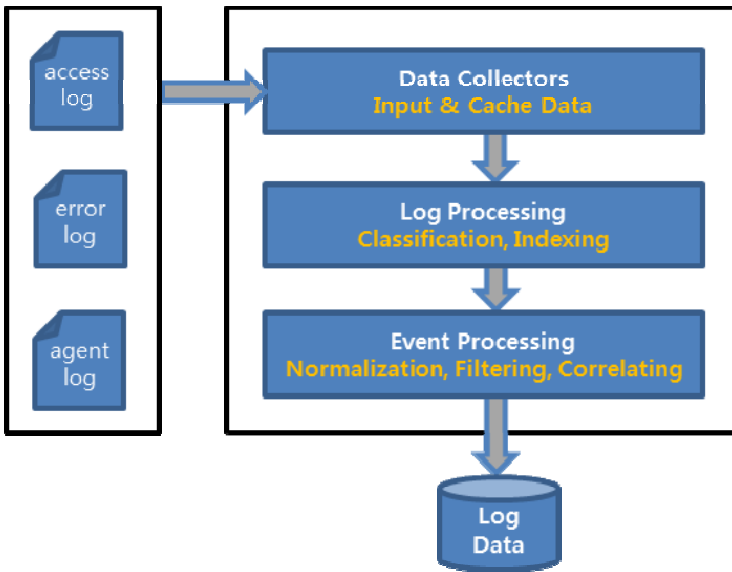 access
log
error
log
agent
log
Data Collectors
Input & Cache Data
Log Processing
Classification, Indexing
Event Processing
Normalization, Filtering, Correlating
Log
Data